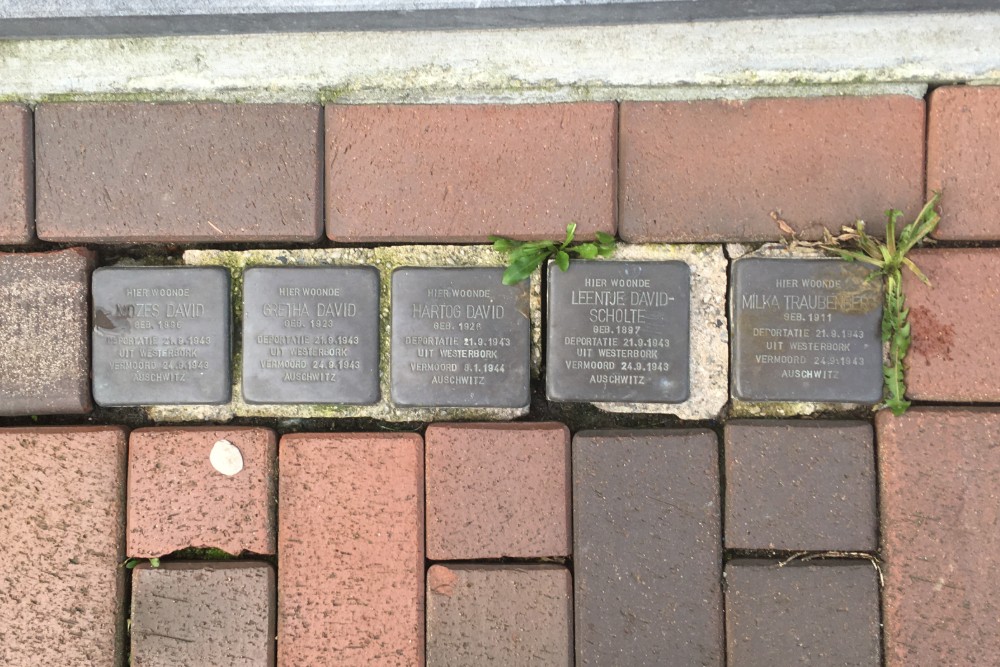 HIER WOONDE
MOZES DAVID
GEB. 1906
DEPORTATIE 21.9.1943
UIT WESTERBORK
VERMOORD 24.9.1943
AUSCHWITZ
HIER WOONDE
GRETHA DAVID
GEB. 1923
DEPORTATIE 21.9.1943
UIT WESTERBORK
VERMOORD 24.9.1943
AUSCHWITZ
HIER WOONDE
HARTOG DAVID
GEB. 1926
DEPORTATIE 21.9.1943
UIT WESTERBORK
VERMOORD 8.1.1944
AUSCHWITZ
HIER WOONDE
LEENTJE DAVID-
SCHOLTE
GEB. 1897
DEPORTATIE 21.9.1943
UIT WESTERBORK
VERMOORD 24.9.1943
AUSCHWITZ
HIER WOONDE
MILKA
GEB. 1911
DEPORTATIE 21.9.1943
UIT WESTERBORK
VERMOORD 24.9.1943
AUSCHWITZ